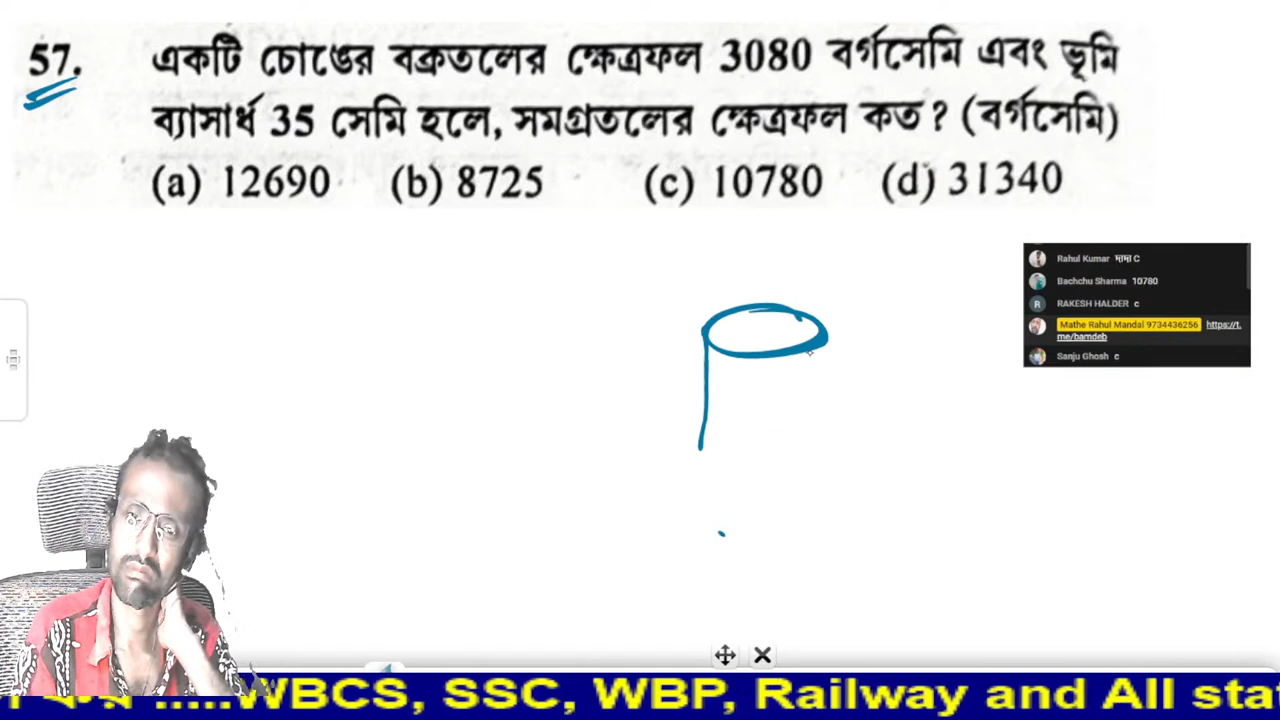 57. একটি চোঙের বক্রতলের ক্ষেত্রফল 3080 বর্গসেমি এবং ভূমি
ব্যাসার্ধ 35 সেমি হলে, সমগ্রতলের ক্ষেত্রফল কত? (বর্গসেমি)
(a) 12690 (b) 8725 (c) 10780 (d) 31340
Rahul Kumar দাদা C
Bachchu Sharma 10780
R RAKESH HALDER c
Mathe Rahul Mandal 9734436256 https://t.
me/bamdeb
Sanju Ghosh c
.....WBCS, SSC, WBP, Railway and All sta